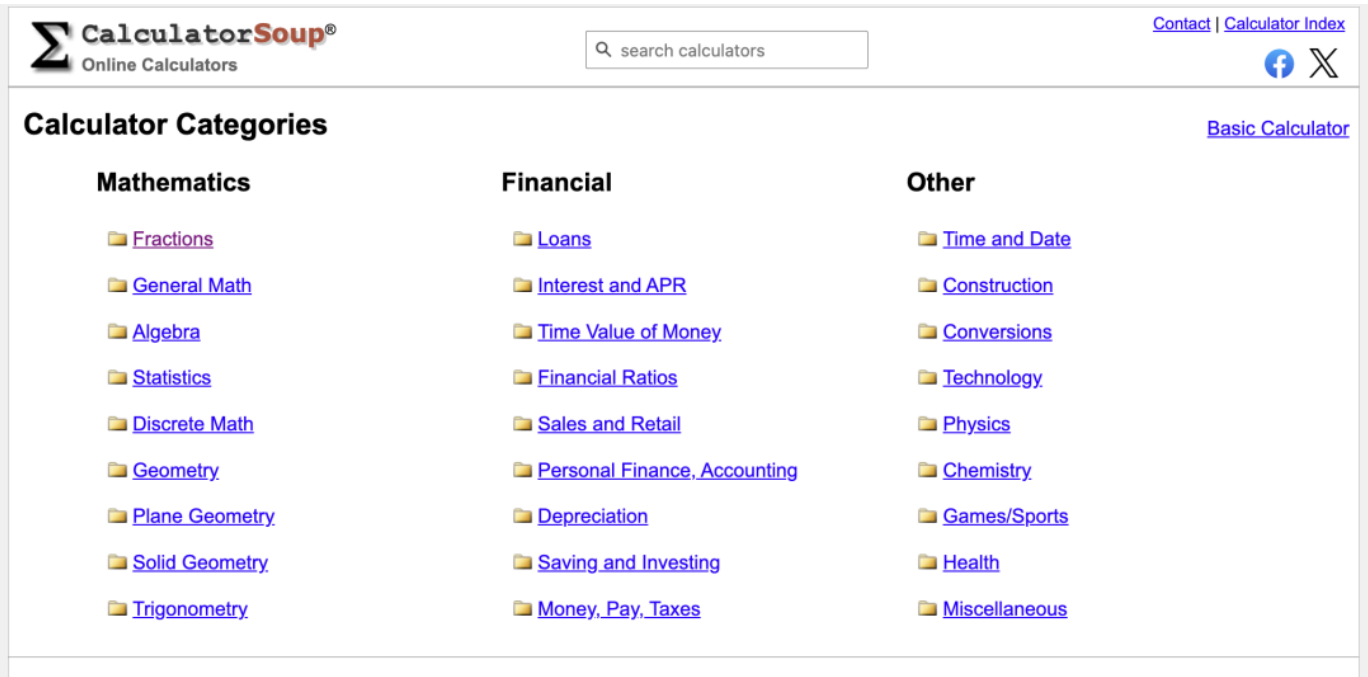 CalculatorSoup®
Online Calculators
search calculators
Contact | Calculator Index
Calculator Categories
Basic Calculator
Mathematics
Fractions
General Math
Algebra
Statistics
Discrete Math
Geometry
Plane Geometry
Solid Geometry
Trigonometry
Financial
Loans
Interest and APR
Time Value of Money
Financial Ratios
Sales and Retail
Personal Finance, Accounting
Depreciation
Saving and Investing
Money, Pay, Taxes
Other
Time and Date
Construction
Conversions
Technology
Physics
Chemistry
Games/Sports
Health
Miscellaneous